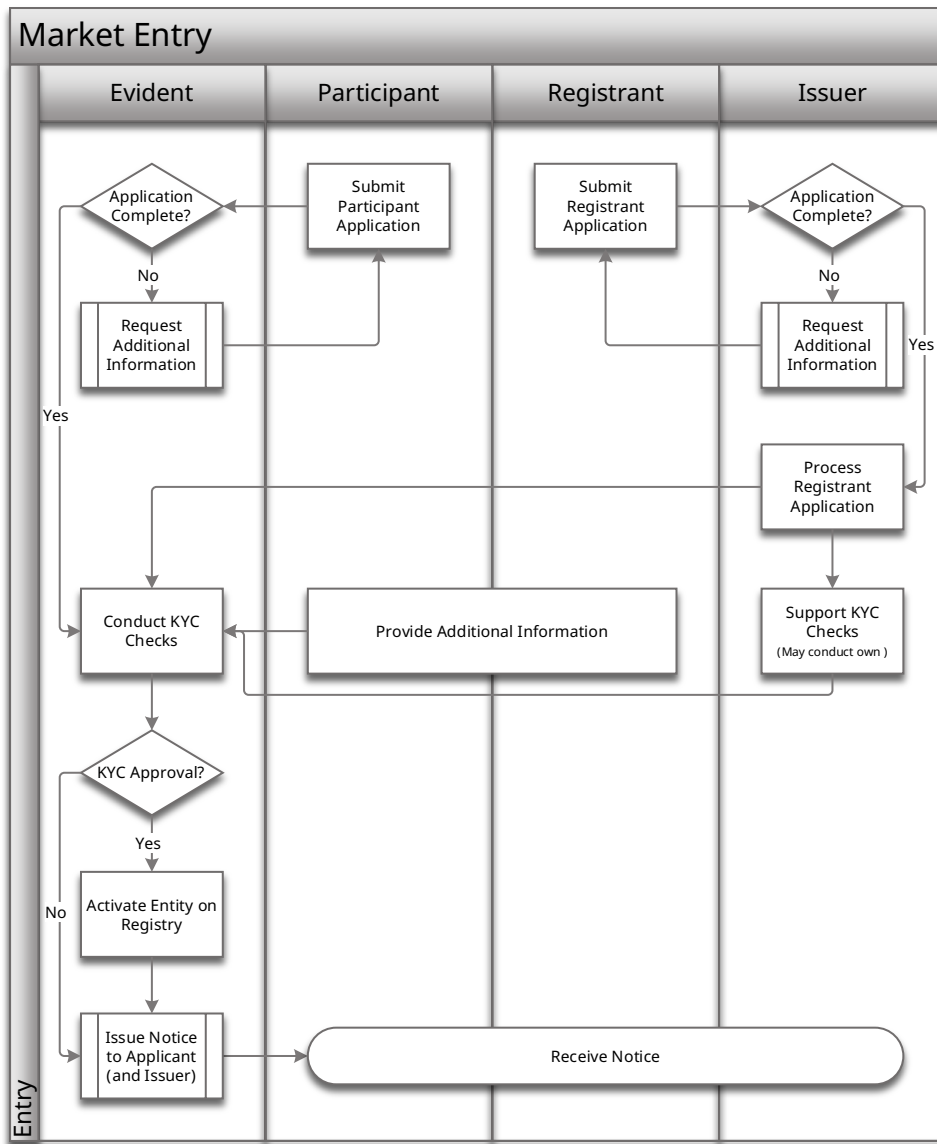 Market Entry
Evident
Participant
Registrant
Issuer
Application
Complete?
Submit
Participant
Application
Submit
Registrant
Application
Application
Complete?
No
No
Request
Additional
Information
Request
Additional
Information
Yes
Yes
Process
Registrant
Application
Conduct KYC
Checks
Provide Additional Information
Support KYC
Checks
(May conduct own )
KYC Approval?
Yes
Activate Entity on
Registry
No
Issue Notice
to Applicant
(and Issuer)
Receive Notice
Entry